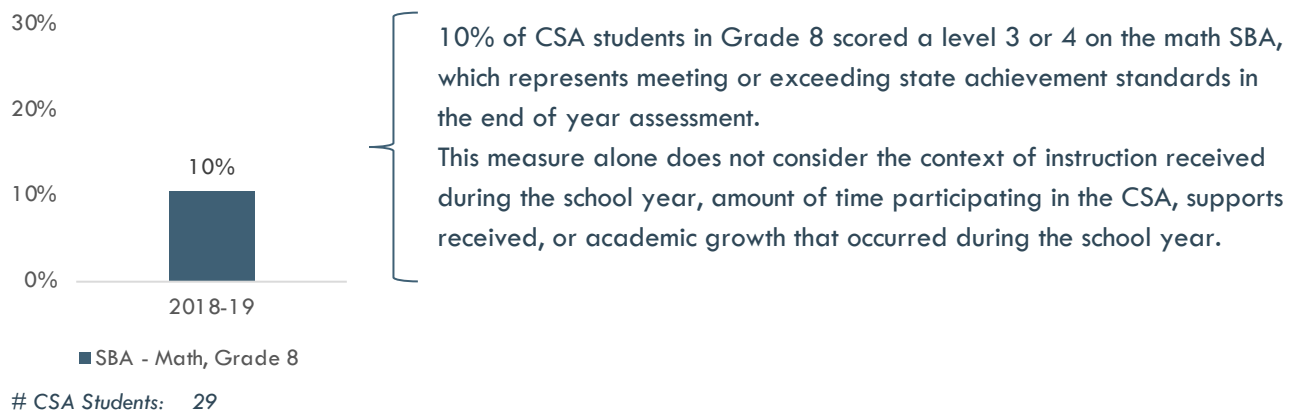 30%
20%
10%
0%
10%
2018-19
SBA - Math, Grade 8
# CSA Students: 29
10% of CSA students in Grade 8 scored a level 3 or 4 on the math SBA,
which represents meeting or exceeding state achievement standards in
the end of year assessment.
This measure alone does not consider the context of instruction received
during the school year, amount of time participating in the CSA, supports
received, or academic growth that occurred during the school year.